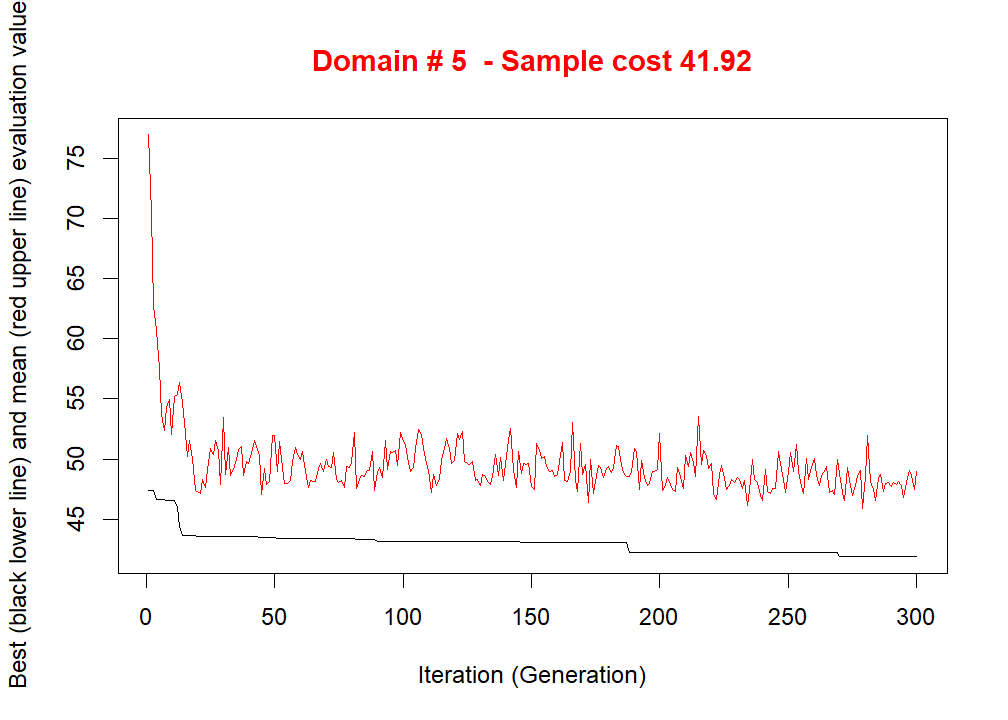 Domain # 5  - Sample cost 41.92
Best (black lower line) and mean (red upper line) evaluation value
75
70
65
60
55
50
45
0 50 100 150 200 250 300
Iteration (Generation)